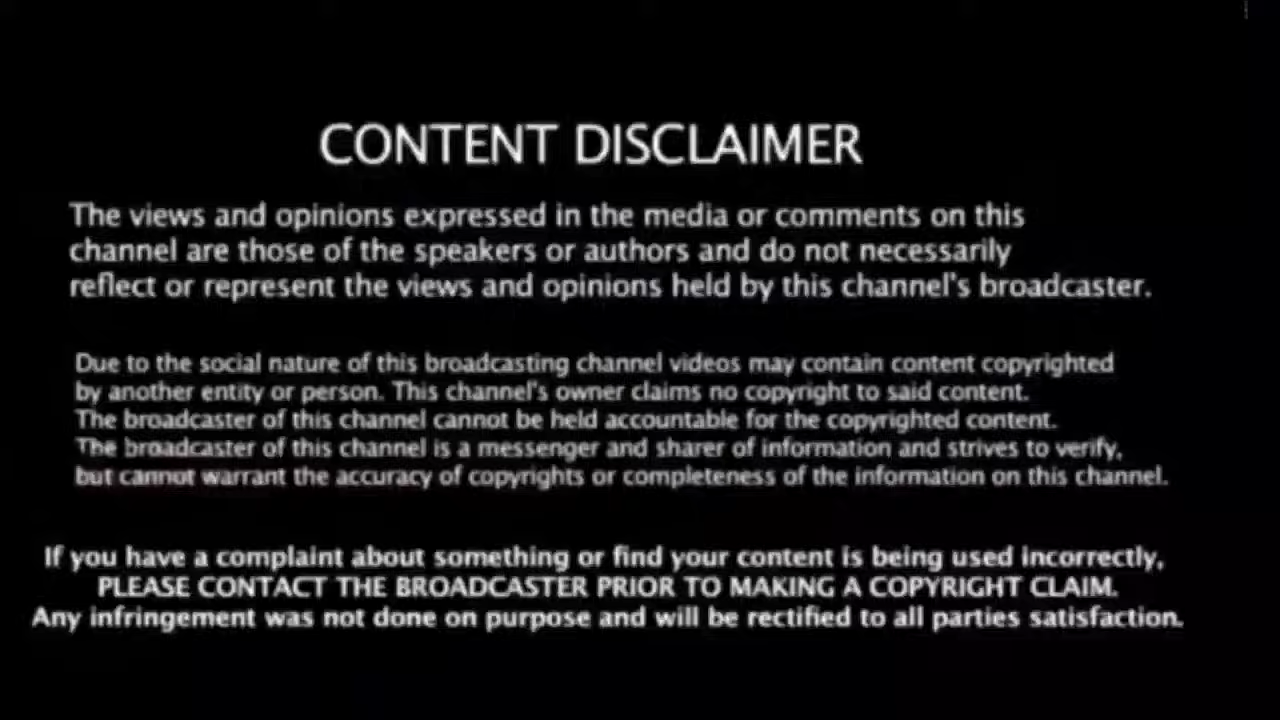 CONTENT DISCLAIMER
The views and opinions expressed in the media or comments on this
channel are those of the speakers or authors and do not necessarily
reflect or represent the views and opinions held by this channel's broadcaster.
Due to the social nature of this broadcasting channel videos may contain content copyrighted
by another entity or person. This channel's owner claims no copyright to said content.
The broadcaster of this channel cannot be held accountable for the copyrighted content.
The broadcaster of this channel is a messenger and sharer of information and strives to verify,
but cannot warrant the accuracy of copyrights or completeness of the information on this channel.
If you have a complaint about something or find your content is being used incorrectly,
PLEASE CONTACT THE BROADCASTER PRIOR TO MAKING A COPYRIGHT CLAIM.
Any infringement was not done on purpose and will be rectified to all parties satisfaction.